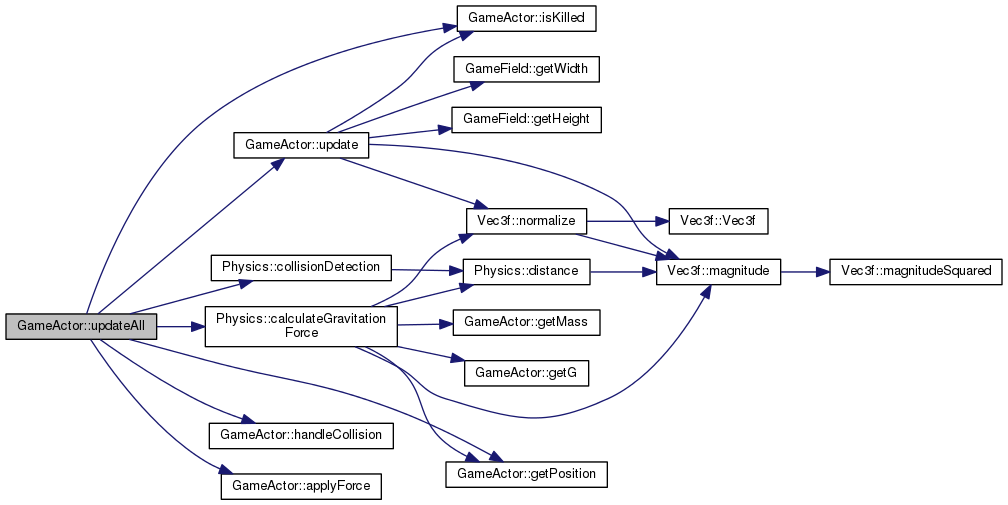 GameActor::isKilled
GameField::getWidth
GameField::getHeight
GameActor::update
Vec3f::normalize
Vec3f::Vec3f
Physics::collisionDetection
Physics::distance
Vec3f::magnitude
Vec3f::magnitudeSquared
GameActor::updateAll
Physics::calculateGravitation
Force
GameActor::getMass
GameActor::getG
GameActor::handleCollision
GameActor::getPosition
GameActor::applyForce